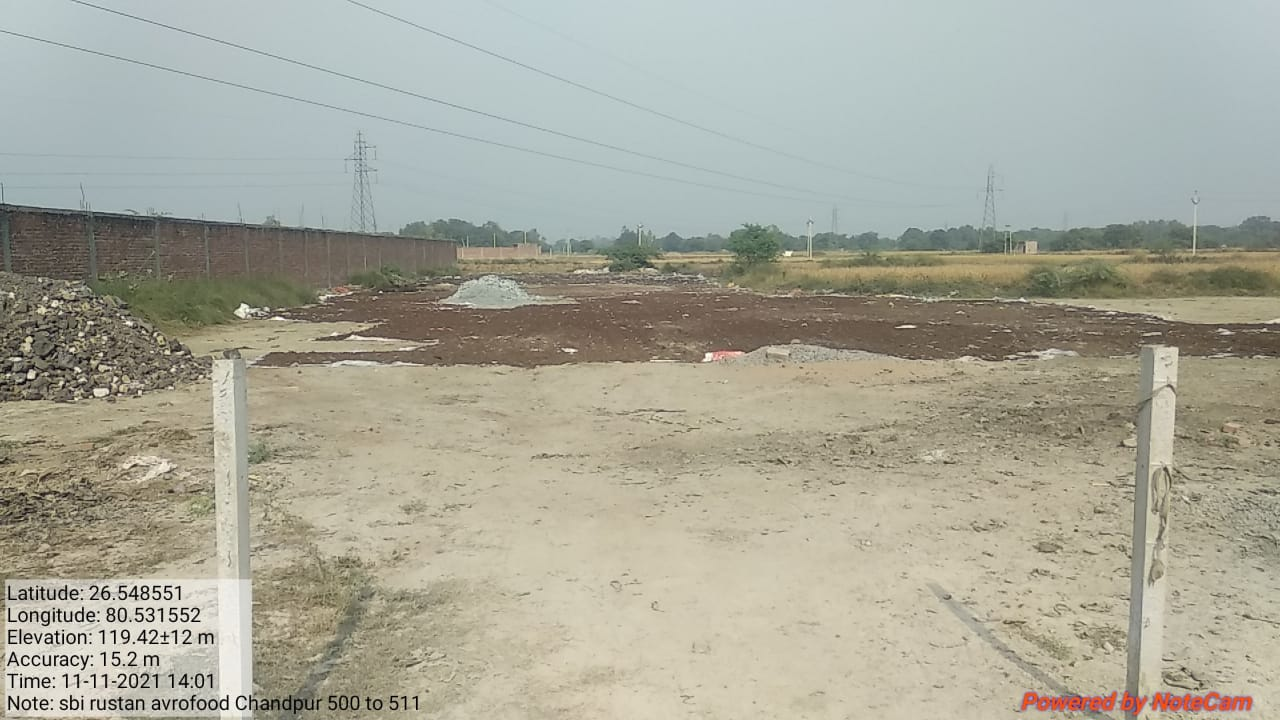 Latitude: 26.548551
Longitude: 80.531552
Elevation: 119.42±12 m
Accuracy: 15.2 m
Time: 11-11-2021 14:01
Note: sbi rustan avrofood Chandpur 500 to 511
Powered by NoteCam